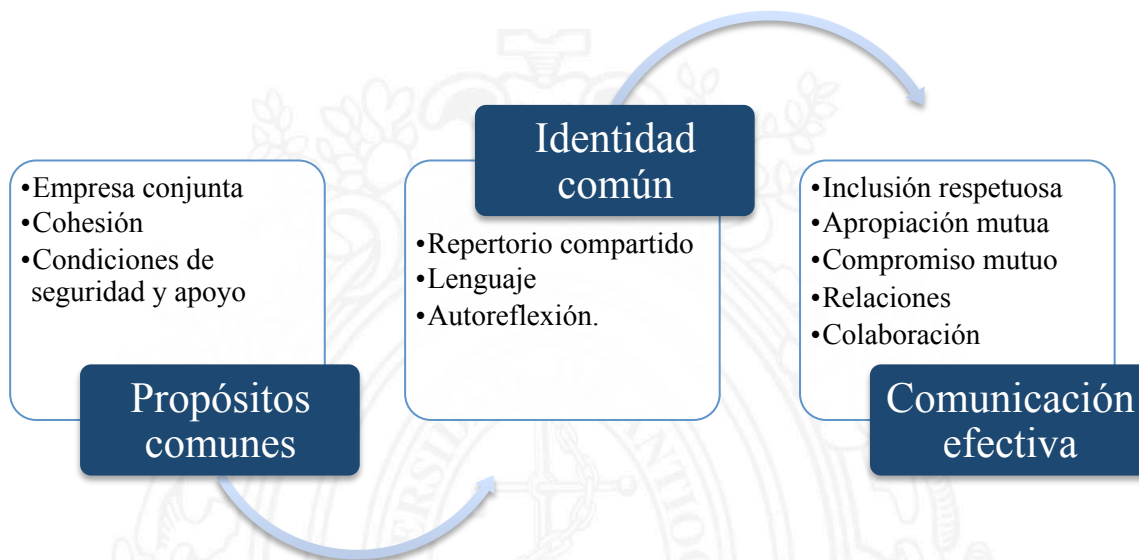 •Empresa conjunta
•Cohesión
•Condiciones de
seguridad y apoyo
Propósitos
comunes
Identidad
común
•Repertorio compartido
•Lenguaje
•Autoreflexión.
•Inclusión respetuosa
•Apropiación mutua
•Compromiso mutuo
•Relaciones
•Colaboración
Comunicación
efectiva